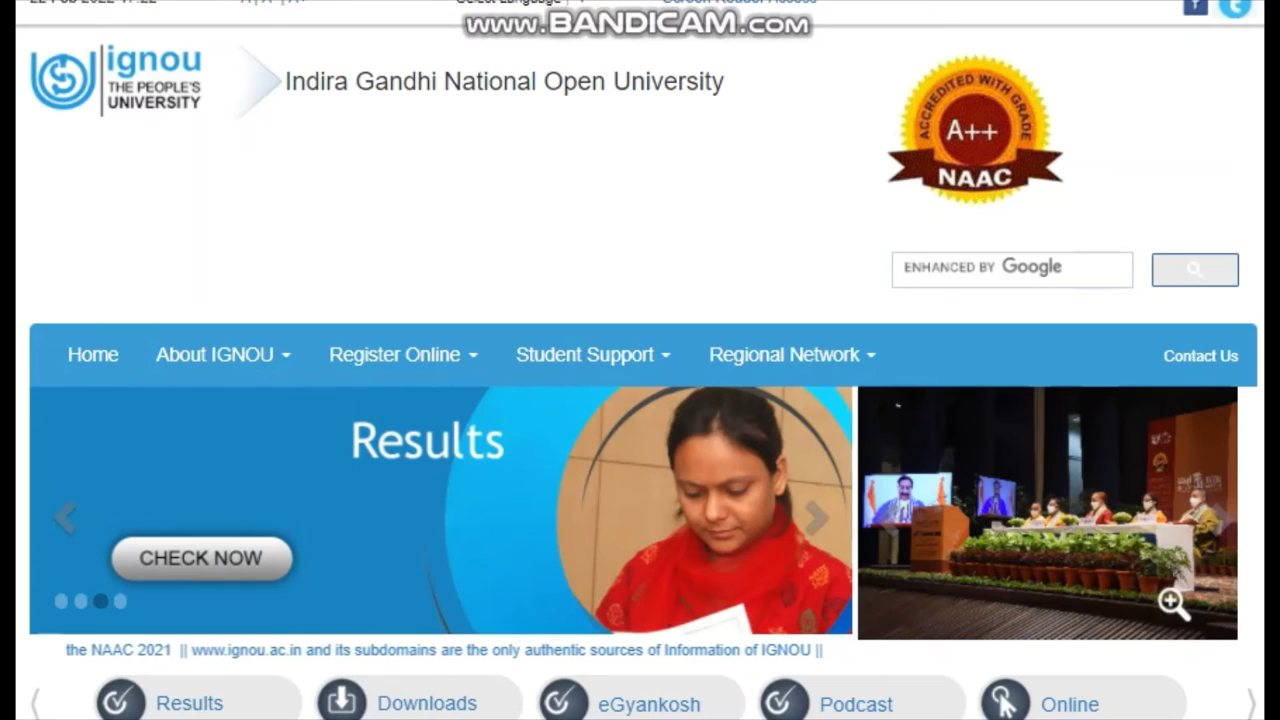 www.BANDICAM.com
ignou
THE PEOPLE'S
UNIVERSITY
Indira Gandhi National Open University
ACCREDITED WITH GRADE
A++
NAAC
ENHANCED BY Google
Home About IGNOU Register Online Student Support Regional Network Contact Us
Results
CHECK NOW
the NAAC 2021 || www.ignou.ac.in and its subdomains are the only authentic sources of Information of IGNOU ||
Results Downloads eGyankosh Podcast Online